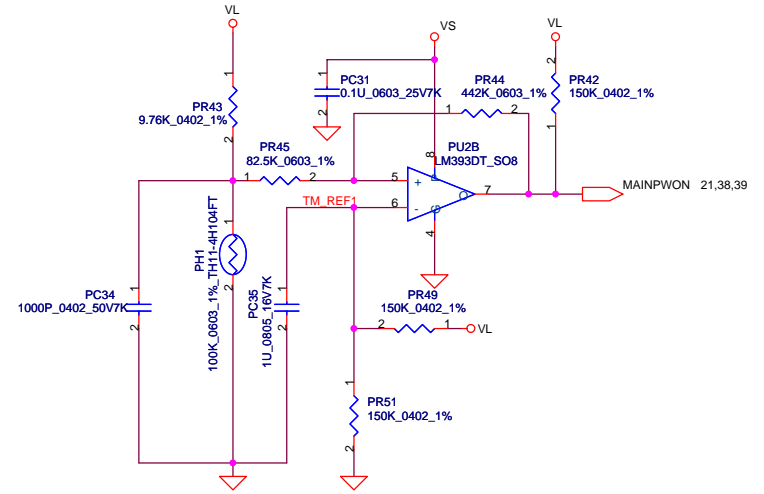 VL
VS
VL
1
PR43
9.76K_0402_1%
2
1
PC31
0.1U_0603_25V7K
2
PR44
442K_0603_1%
1
2
2
PR42
150K_0402_1%
1
PR45
82.5K_0603_1%
1
2
8
PU2B
LM393DT_SO8
5
+
P
O
7
6
-
G
4
TM_REF1
MAINPWON 21,38,39
1
PH1
100K_0603_1%_TH11-4H104FT
2
1
PC34
1000P_0402_50V7K
2
1
PC35
1U_0805_16V7K
2
PR49
150K_0402_1%
2
1
VL
1
PR51
150K_0402_1%
2